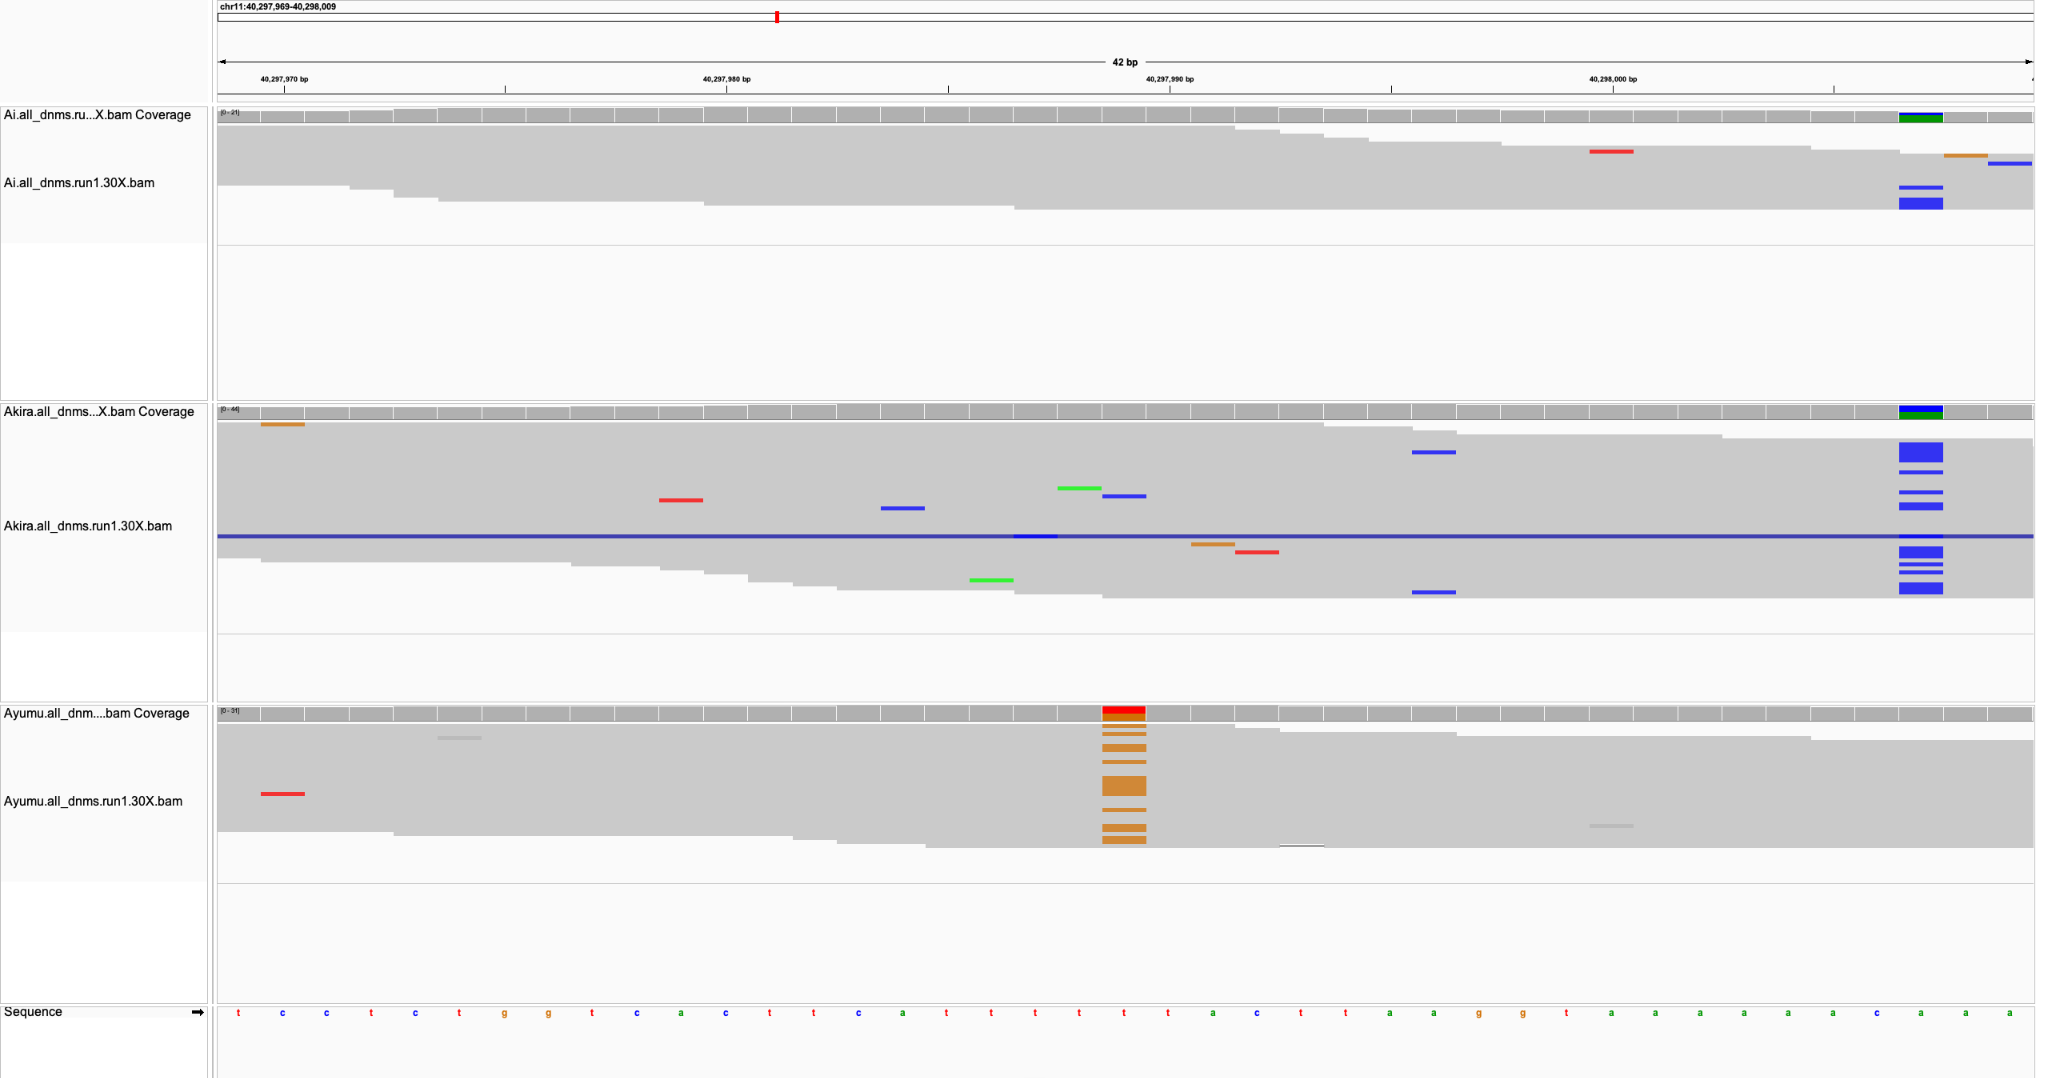 chr11:40,297,969-40,298,009
42 bp
40,297,970 bp 40,297,980 bp 40,297,990 bp 40,298,000 bp
Ai.all_dnms.ru...X.bam Coverage
[0 - 21]
Ai.all_dnms.run1.30X.bam
Akira.all_dnms...X.bam Coverage
[0 - 44]
Akira.all_dnms.run1.30X.bam
Ayumu.all_dnm....bam Coverage
[0 - 31]
Ayumu.all_dnms.run1.30X.bam
Sequence t c c t c t g g t c a c t t c a t t t t t t a c t t a a g g t a a a a a a c a a a